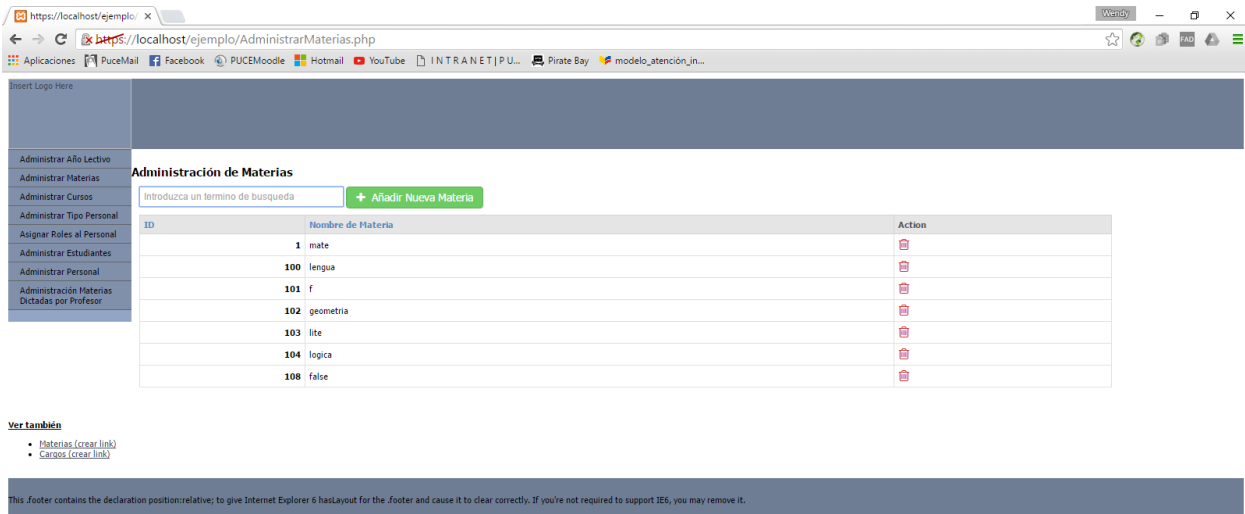 https://localhost/ejemplo/
Wendy
https://localhost/ejemplo/AdministrarMaterias.php
FAD
Aplicaciones PuceMail Facebook PUCEMoodle Hotmail YouTube I N T R A N E T | P U... Pirate Bay modelo_atención_in...
Insert Logo Here
Administrar Año Lectivo
Administrar Materias
Administrar Cursos
Administrar Tipo Personal
Asignar Roles al Personal
Administrar Estudiantes
Administrar Personal
Administración Materias
Dictadas por Profesor
Administración de Materias
Introduzca un termino de busqueda
+ Añadir Nueva Materia
ID Nombre de Materia Action
1 mate
100 lengua
101 f
102 geometria
103 lite
104 logica
108 false
Ver también
Materias (crear link)
Cargos (crear link)
This .footer contains the declaration position:relative; to give Internet Explorer 6 hasLayout for the .footer and cause it to clear correctly. If you're not required to support IE6, you may remove it.